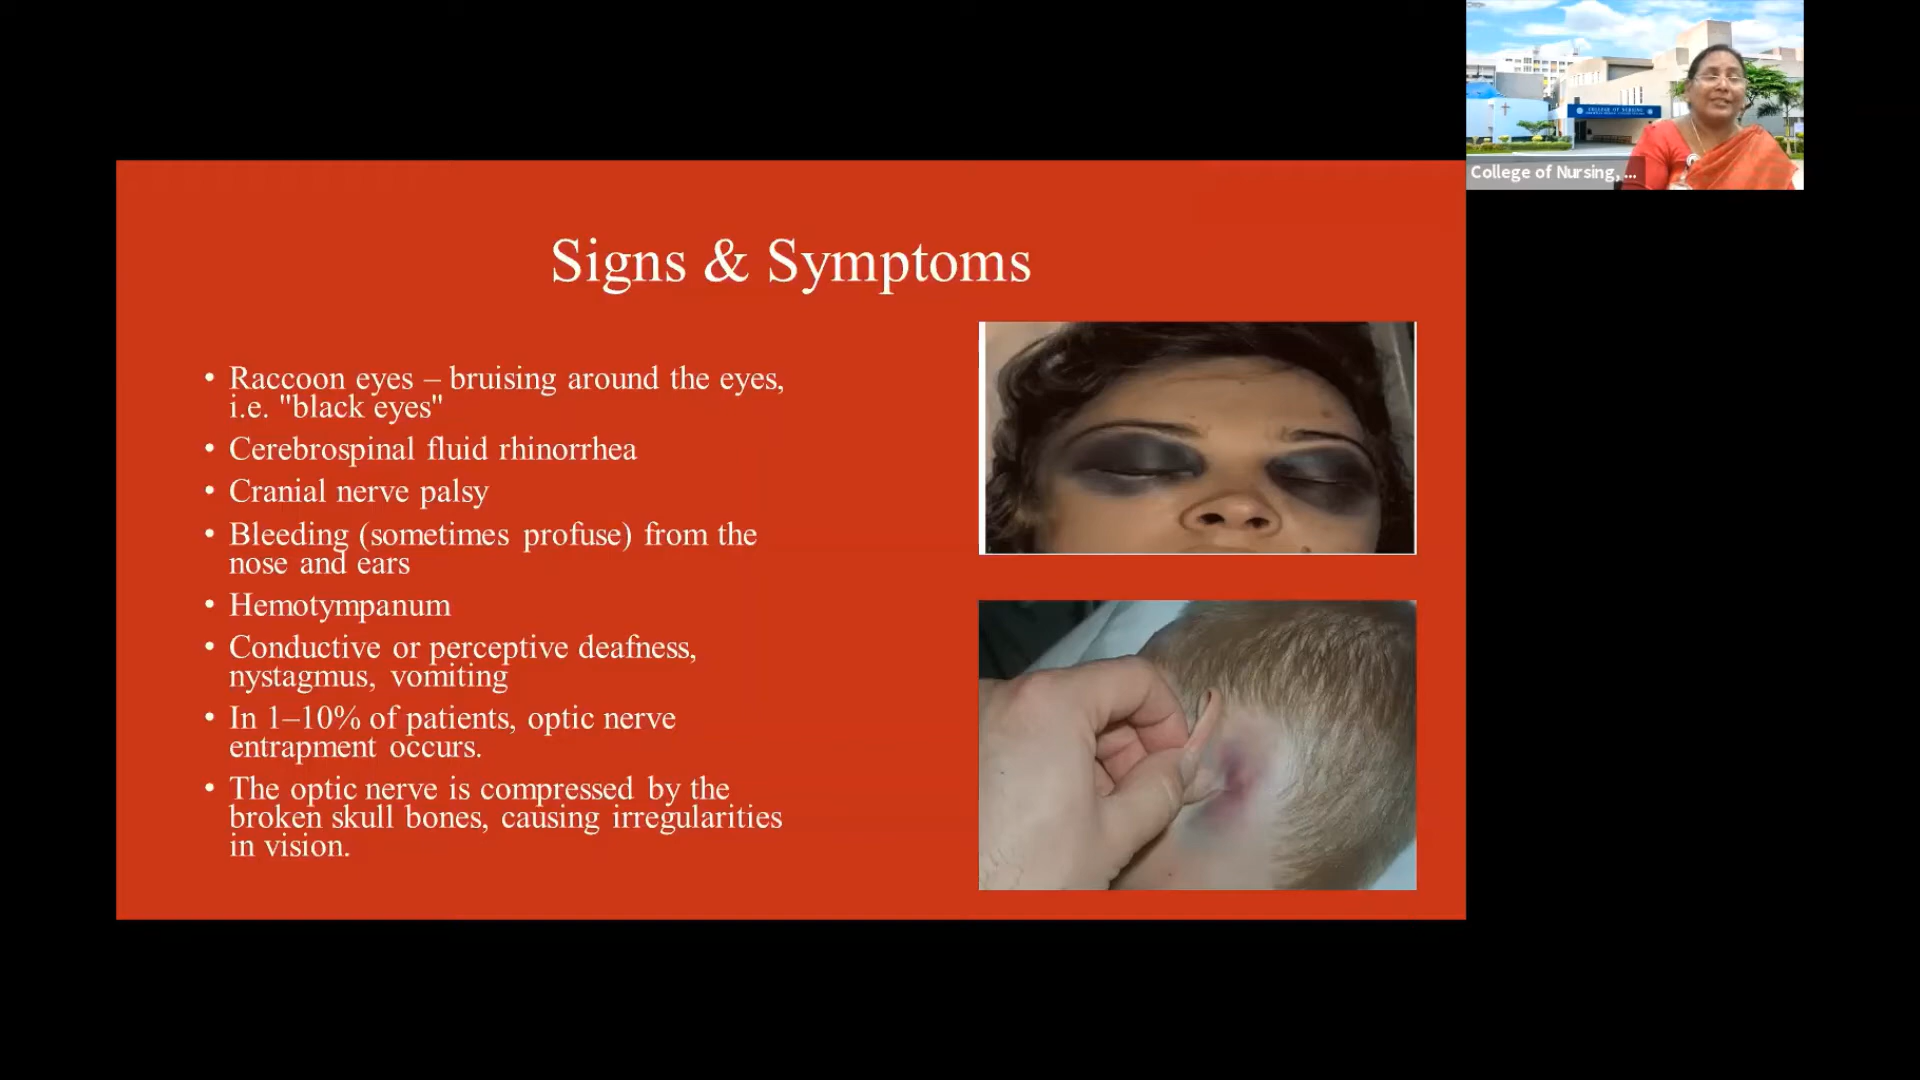 College of Nursing, ...
Signs & Symptoms
• Raccoon eyes – bruising around the eyes,
i.e. "black eyes"
• Cerebrospinal fluid rhinorrhea
• Cranial nerve palsy
• Bleeding (sometimes profuse) from the
nose and ears
• Hemotympanum
• Conductive or perceptive deafness,
nystagmus, vomiting
• In 1–10% of patients, optic nerve
entrapment occurs.
• The optic nerve is compressed by the
broken skull bones, causing irregularities
in vision.